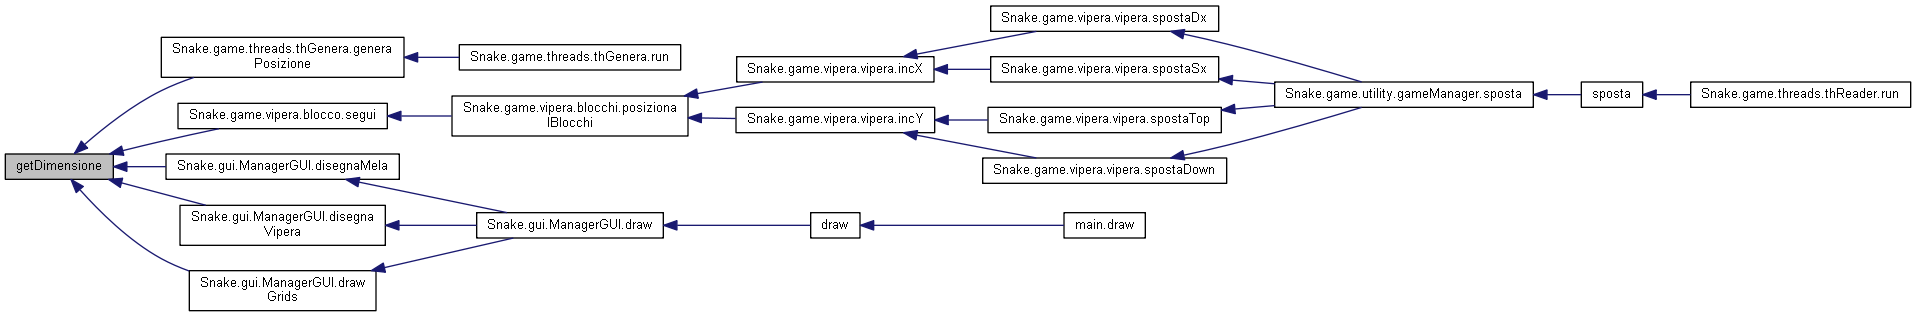 getDimensione
Snake.game.threads.thGenera.genera
Posizione
Snake.game.threads.thGenera.run
Snake.game.vipera.blocco.segui
Snake.game.vipera.blocchi.posiziona
IBlocchi
Snake.game.vipera.vipera.incX
Snake.game.vipera.vipera.spostaDx
Snake.game.vipera.vipera.spostaSx
Snake.game.vipera.vipera.incY
Snake.game.vipera.vipera.spostaTop
Snake.game.vipera.vipera.spostaDown
Snake.game.utility.gameManager.sposta
sposta
Snake.game.threads.thReader.run
Snake.gui.ManagerGUI.disegnaMela
Snake.gui.ManagerGUI.disegna
Vipera
Snake.gui.ManagerGUI.draw
Grids
Snake.gui.ManagerGUI.draw
draw
main.draw